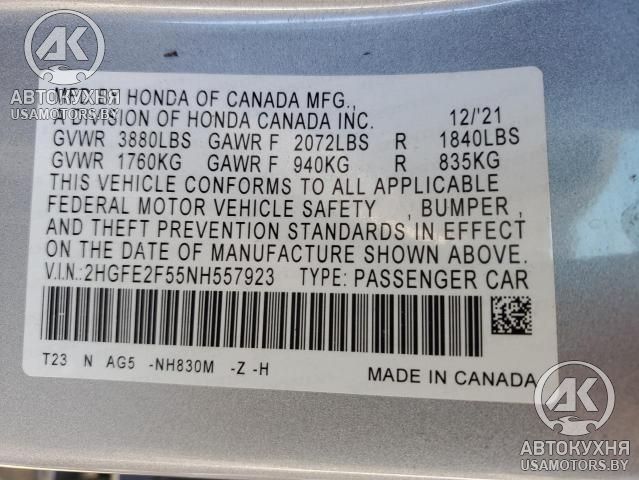 АВТОКУХНЯ
USAMOTORS.BY
HONDA OF CANADA MFG.,
A DIVISION OF HONDA CANADA INC. 12/'21
GVWR 3880LBS GAWR F 2072LBS R 1840LBS
GVWR 1760KG GAWR F 940KG R 835KG
THIS VEHICLE CONFORMS TO ALL APPLICABLE
FEDERAL MOTOR VEHICLE SAFETY , BUMPER ,
AND THEFT PREVENTION STANDARDS IN EFFECT
ON THE DATE OF MANUFACTURE SHOWN ABOVE.
V.I.N.:2HGFE2F55NH557923 TYPE: PASSENGER CAR
T23 N AG5 -NH830M -Z -H
MADE IN CANADA
АВТОКУХНЯ
USAMOTORS.BY